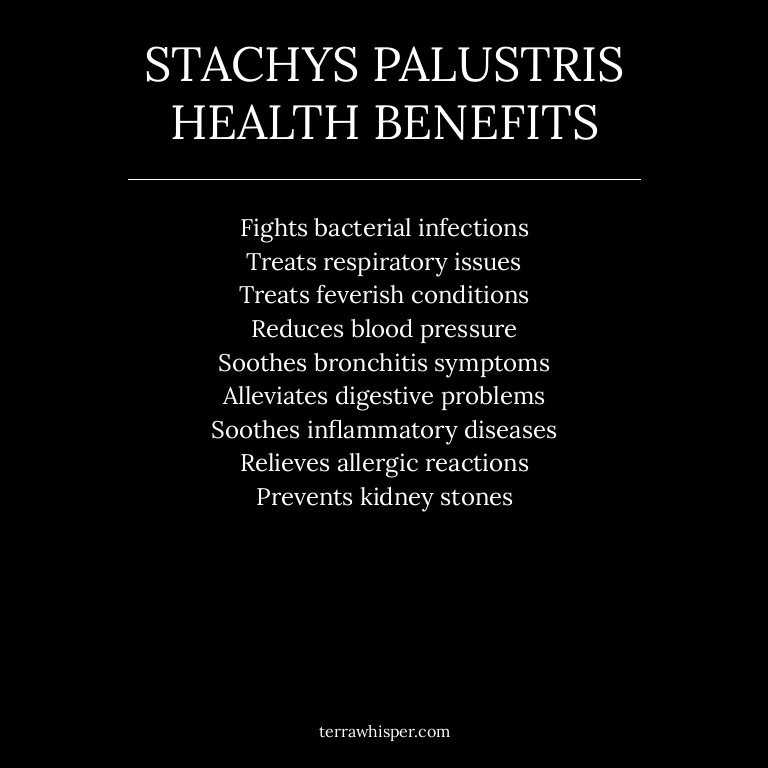 STACHYS PALUSTRIS
HEALTH BENEFITS
Fights bacterial infections
Treats respiratory issues
Treats feverish conditions
Reduces blood pressure
Soothes bronchitis symptoms
Alleviates digestive problems
Soothes inflammatory diseases
Relieves allergic reactions
Prevents kidney stones
terrawhisper.com